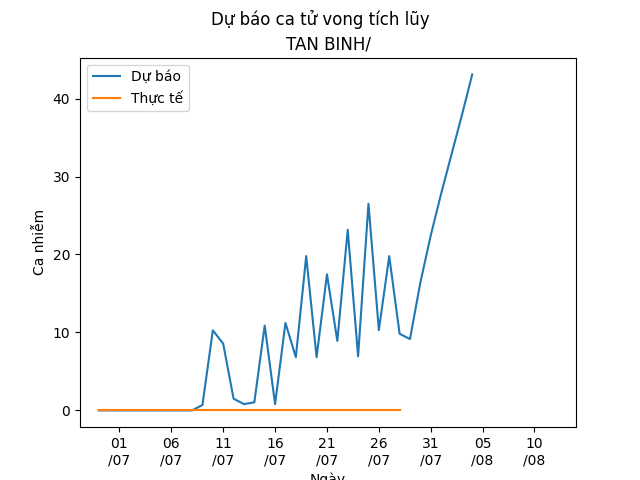 Dự báo ca tử vong tích lũy
TAN BINH/
Dự báo
Thực tế
Ca nhiễm
40
30
20
10
0
01 06 11 16 21 26 31 05 10
/07 /07 /07 /07 /07 /07 /07 /08 /08
Ngày